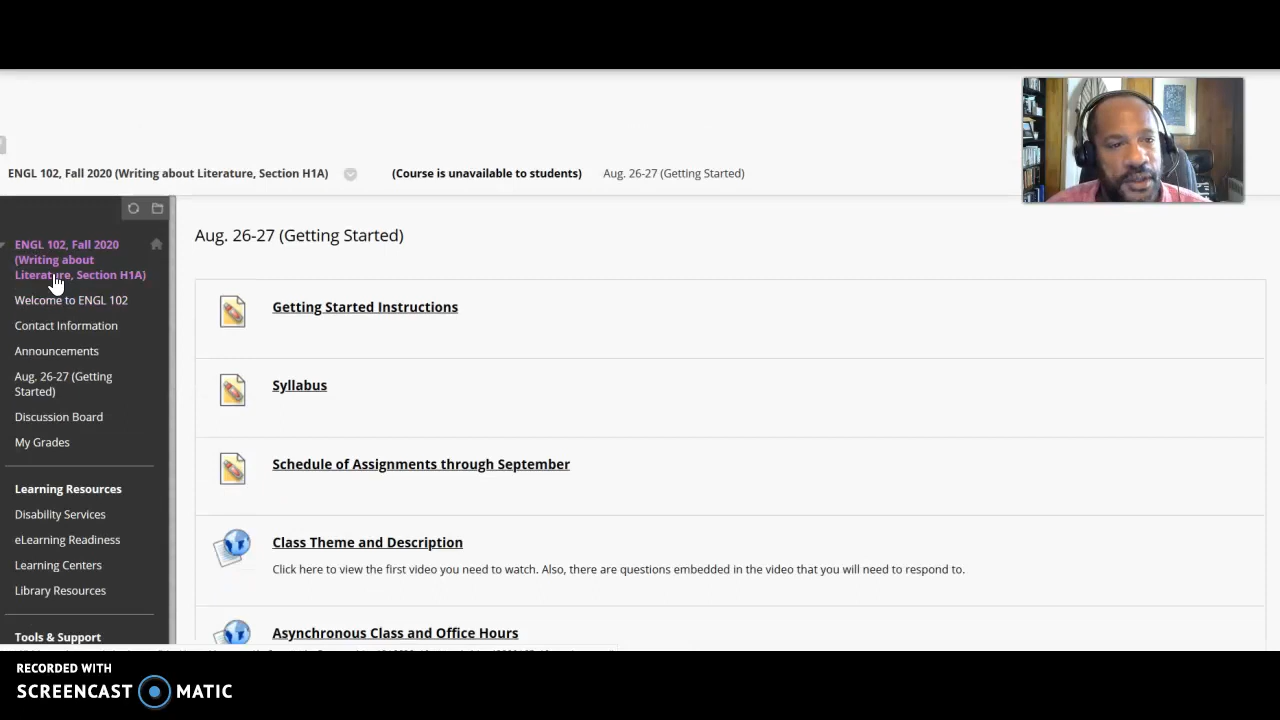 ENGL 102, Fall 2020 (Writing about Literature, Section H1A) (Course is unavailable to students) Aug. 26-27 (Getting Started)
ENGL 102, Fall 2020
(Writing about
Literature, Section H1A)
Welcome to ENGL 102
Contact Information
Announcements
Aug. 26-27 (Getting
Started)
Discussion Board
My Grades
Learning Resources
Disability Services
eLearning Readiness
Learning Centers
Library Resources
Tools & Support
Aug. 26-27 (Getting Started)
Getting Started Instructions
Syllabus
Schedule of Assignments through September
Class Theme and Description
Click here to view the first video you need to watch. Also, there are questions embedded in the video that you will need to respond to.
Asynchronous Class and Office Hours
RECORDED WITH
SCREENCAST MATIC